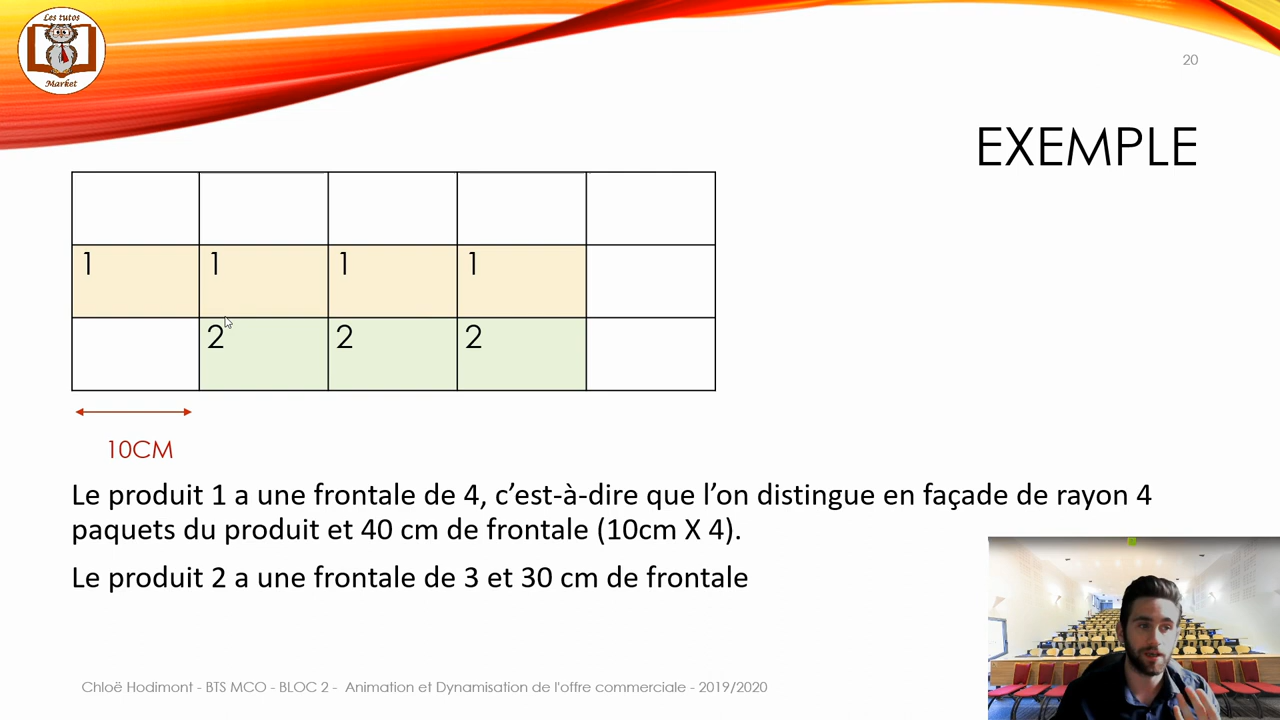 Les tutos
Market
20
EXEMPLE
1 1 1 1
2 2 2
10CM
Le produit 1 a une frontale de 4, c’est-à-dire que l’on distingue en façade de rayon 4
paquets du produit et 40 cm de frontale (10cm X 4).
Le produit 2 a une frontale de 3 et 30 cm de frontale
Chloë Hodimont - BTS MCO - BLOC 2 - Animation et Dynamisation de l'offre commerciale - 2019/2020